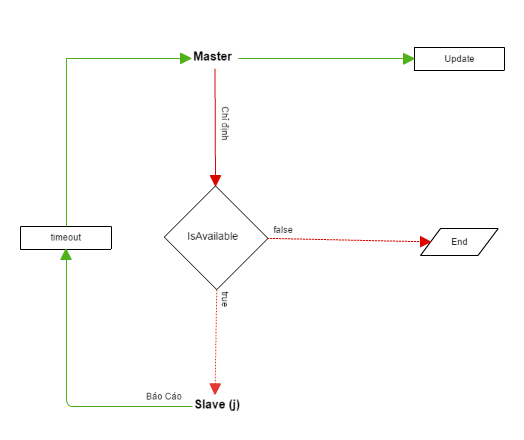 Master
Update
Chỉ định
IsAvailable
false
timeout
End
true
Báo Cáo
Slave (j)